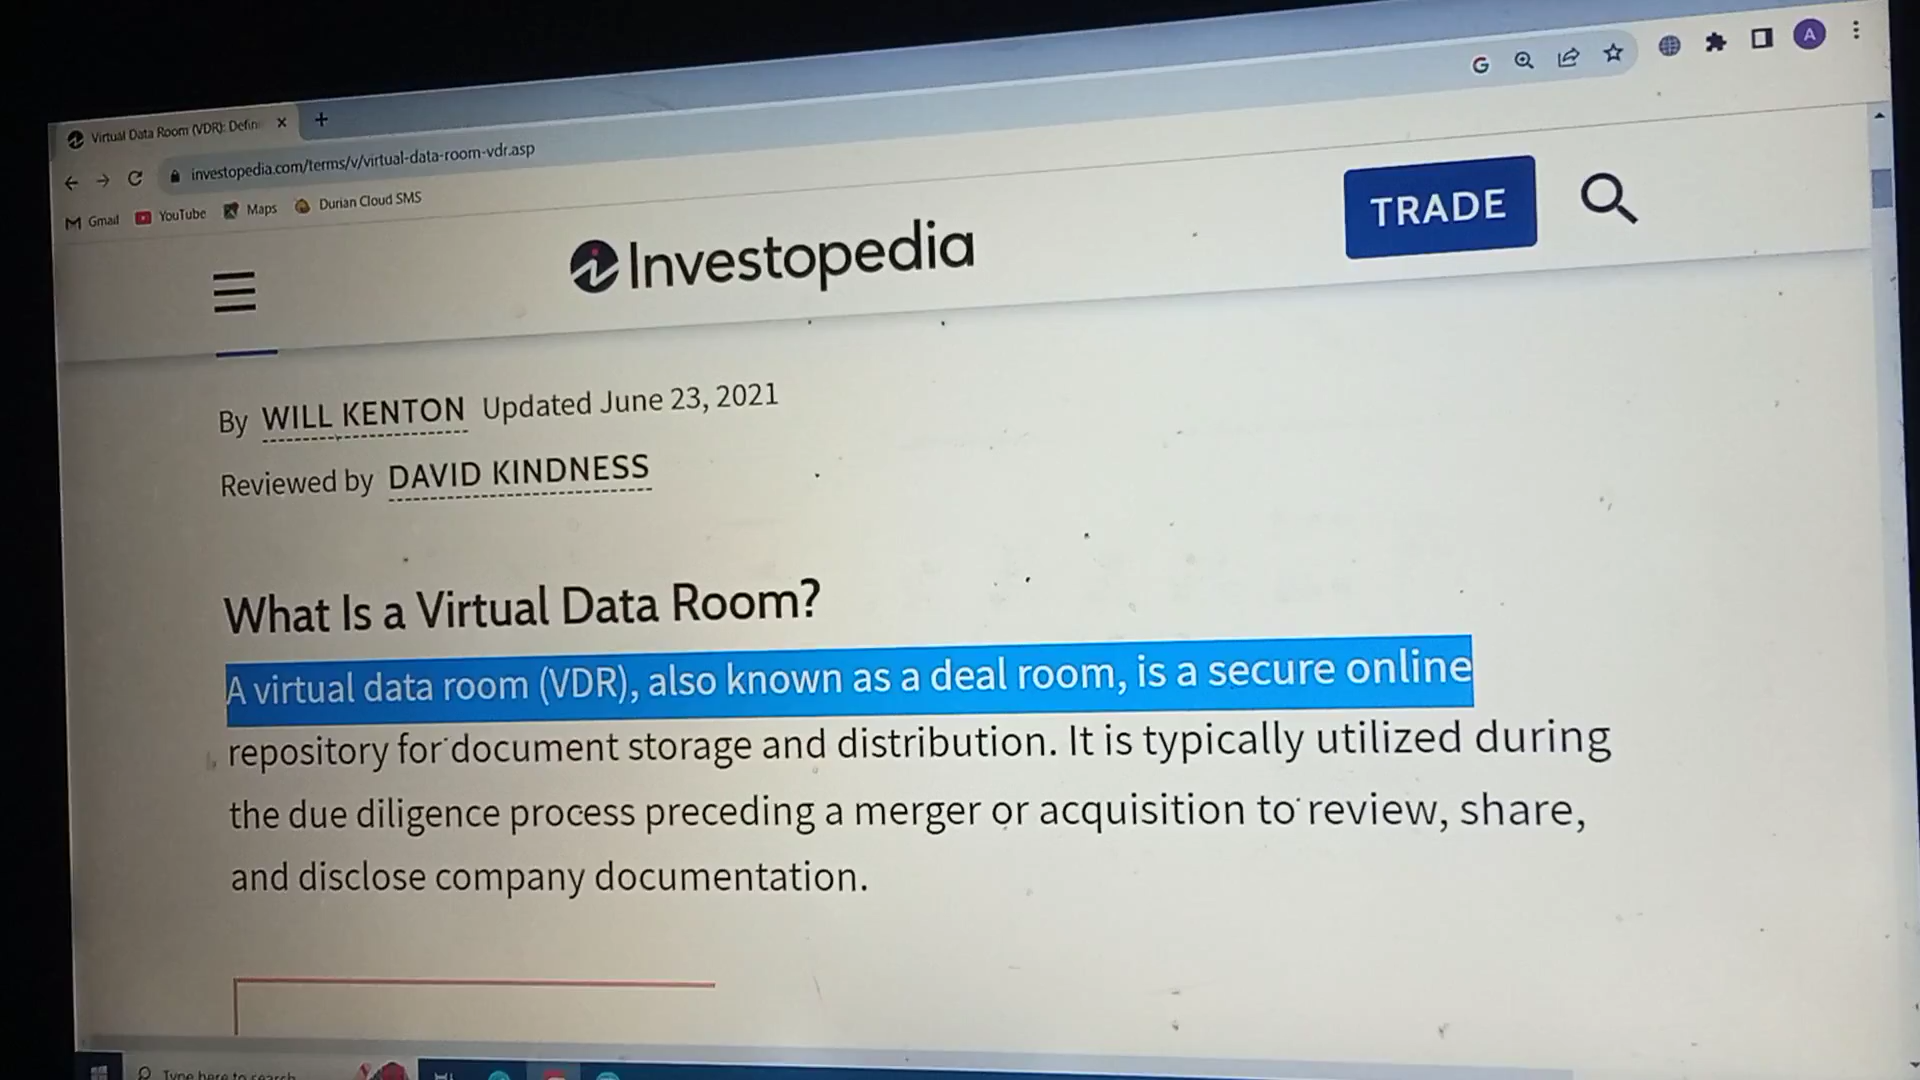 Virtual Data Room (VDR): Defin
investopedia.com/terms/v/virtual-data-room-vdr.asp
A
Gmail YouTube Maps Durian Cloud SMS
Investopedia
TRADE
By WILL KENTON Updated June 23, 2021
Reviewed by DAVID KINDNESS
What Is a Virtual Data Room?
A virtual data room (VDR), also known as a deal room, is a secure online
repository for document storage and distribution. It is typically utilized during
the due diligence process preceding a merger or acquisition to review, share,
and disclose company documentation.
Type here to search